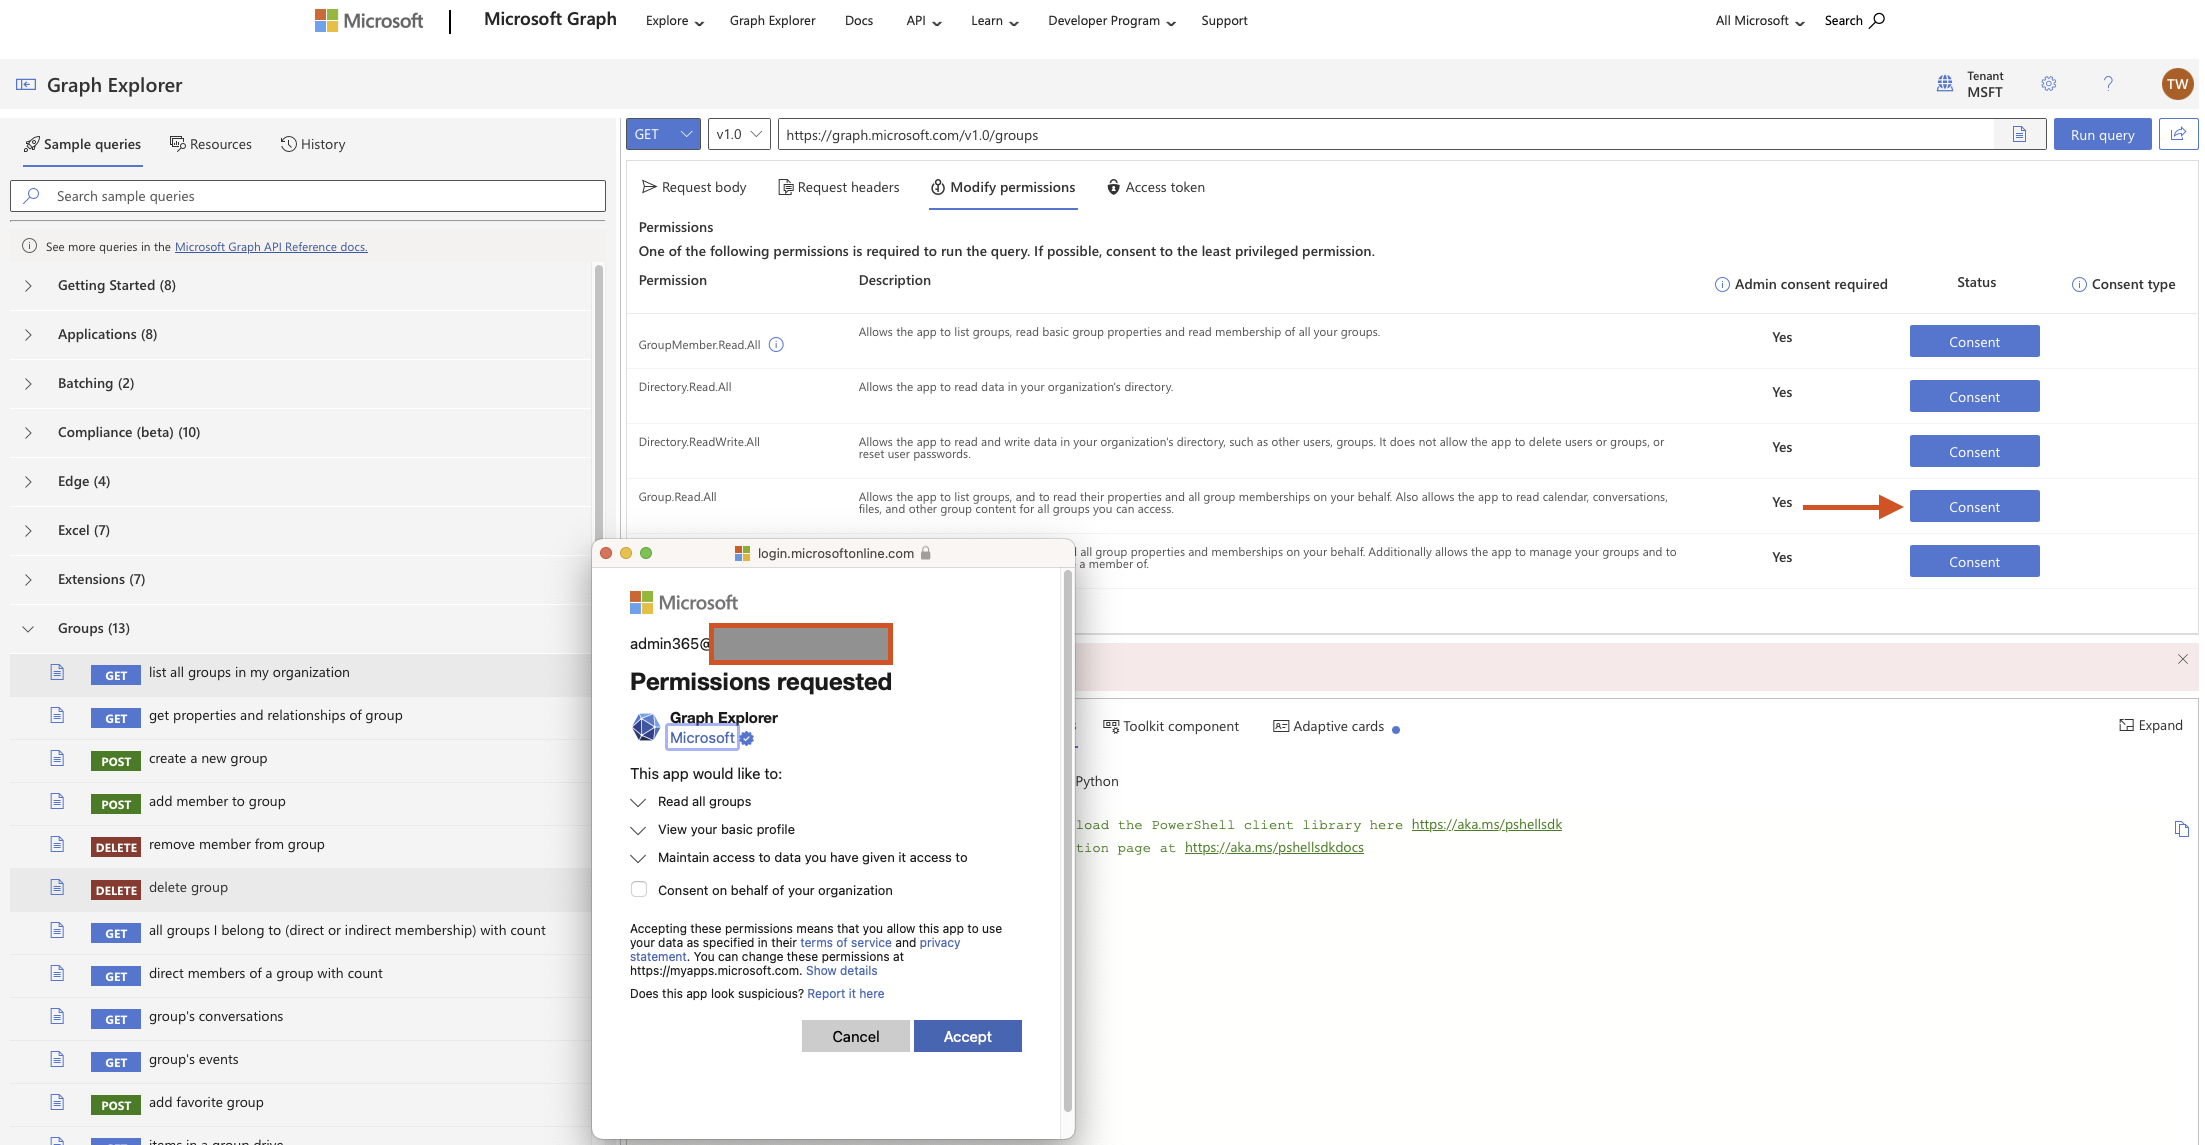 Microsoft
Microsoft Graph
Explore
Graph Explorer
Docs
API
Learn
Developer Program
Support
All Microsoft
Search
Graph Explorer
Tenant
MSFT
TW
Sample queries
Resources
History
Search sample queries
See more queries in the Microsoft Graph API Reference docs.
Getting Started (8)
Applications (8)
Batching (2)
Compliance (beta) (10)
Edge (4)
Excel (7)
Extensions (7)
Groups (13)
GET list all groups in my organization
GET get properties and relationships of group
POST create a new group
POST add member to group
DELETE remove member from group
DELETE delete group
GET all groups I belong to (direct or indirect membership) with count
GET direct members of a group with count
GET group's conversations
GET group's events
POST add favorite group
items in a group drive
GET
v1.0
https://graph.microsoft.com/v1.0/groups
Run query
Request body
Request headers
Modify permissions
Access token
Permissions
One of the following permissions is required to run the query. If possible, consent to the least privileged permission.
Permission
Description
Admin consent required
Status
Consent type
GroupMember.Read.All
Allows the app to list groups, read basic group properties and read membership of all your groups.
Yes
Consent
Directory.Read.All
Allows the app to read data in your organization's directory.
Yes
Consent
Directory.ReadWrite.All
Allows the app to read and write data in your organization's directory, such as other users, groups. It does not allow the app to delete users or groups, or
reset user passwords.
Yes
Consent
Group.Read.All
Allows the app to list groups, and to read their properties and all group memberships on your behalf. Also allows the app to read calendar, conversations,
files, and other group content for all groups you can access.
Yes
Consent
all group properties and memberships on your behalf. Additionally allows the app to manage your groups and to
a member of.
Yes
Consent
Toolkit component
Adaptive cards
Expand
Python
load the PowerShell client library here https://aka.ms/pshellsdk
tion page at https://aka.ms/pshellsdkdocs
login.microsoftonline.com
Microsoft
admin365@
Permissions requested
Graph Explorer
Microsoft
This app would like to:
Read all groups
View your basic profile
Maintain access to data you have given it access to
Consent on behalf of your organization
Accepting these permissions means that you allow this app to use
your data as specified in their terms of service and privacy
statement. You can change these permissions at
https://myapps.microsoft.com. Show details
Does this app look suspicious? Report it here
Cancel
Accept